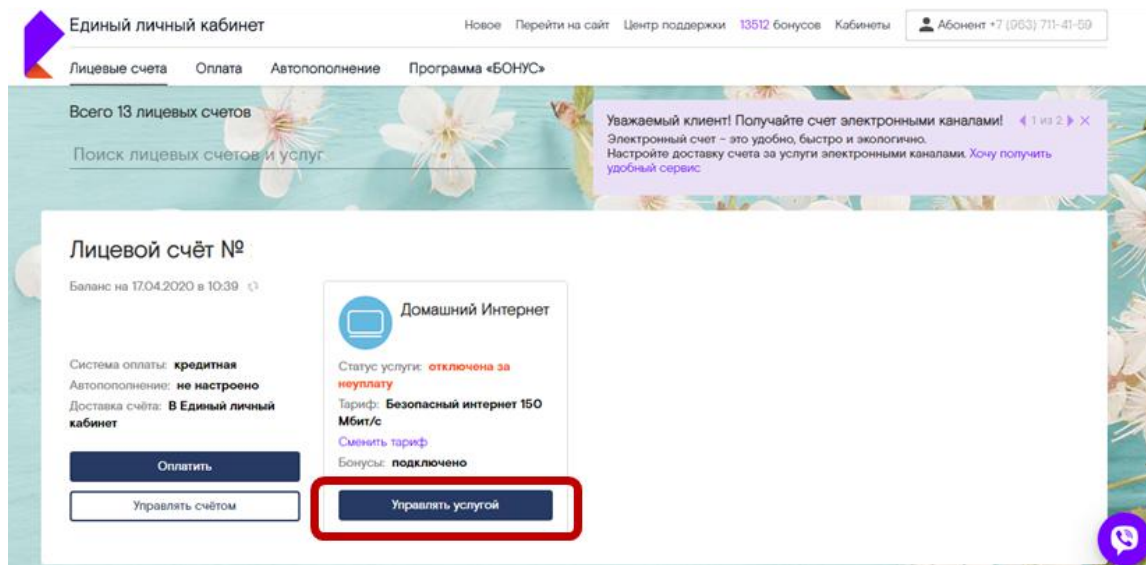 Единый личный кабинет
Новое Перейти на сайт Центр поддержки 13512 бонусов Кабинеты Абонент +7 (963) 711-41-59
Лицевые счета Оплата Автопополнение Программа «БОНУС»
Всего 13 лицевых счетов
Поиск лицевых счетов и услуг
Уважаемый клиент! Получайте счет электронными каналами! 1 из 2
Электронный счет – это удобно, быстро и экологично.
Настройте доставку счета за услуги электронными каналами. Хочу получить
удобный сервис
Лицевой счёт №
Баланс на 17.04.2020 в 10:39
Система оплаты: кредитная
Автопополнение: не настроено
Доставка счёта: В Единый личный
кабинет
Оплатить
Управлять счётом
Домашний Интернет
Статус услуги: отключена за
неуплату
Тариф: Безопасный интернет 150
Мбит/с
Сменить тариф
Бонусы: подключено
Управлять услугой